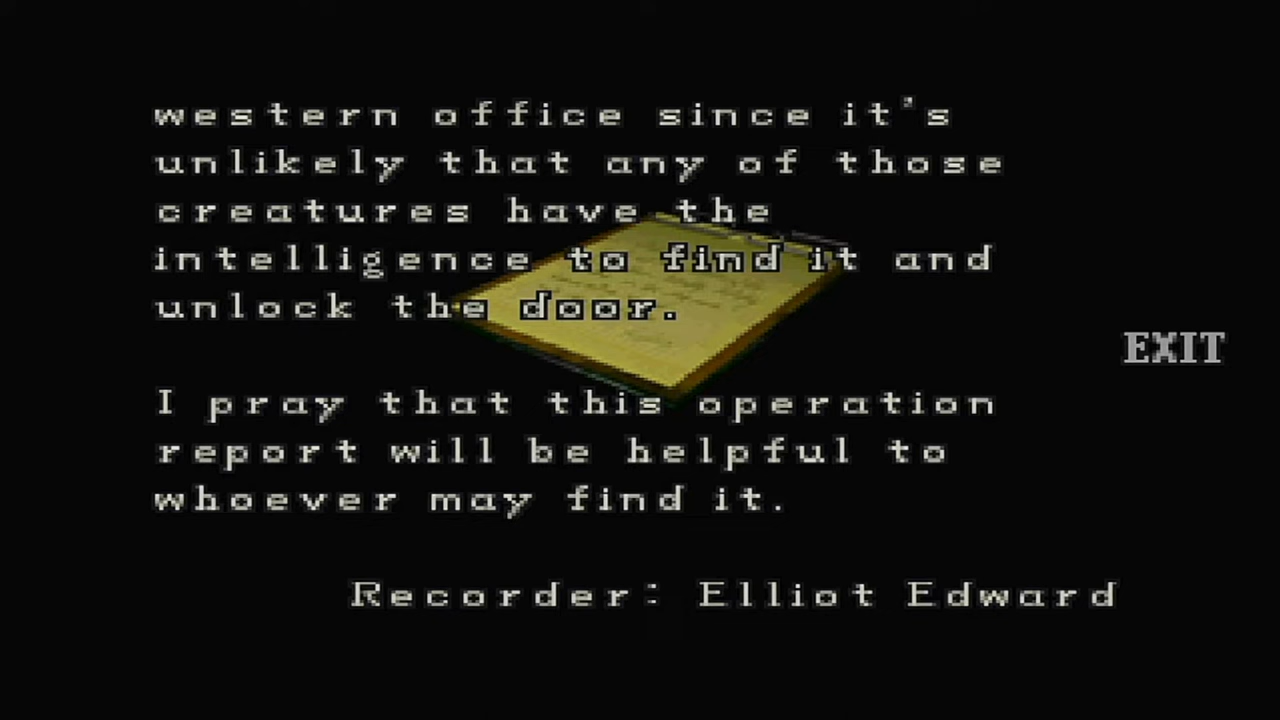 western office since it's
unlikely that any of those
creatures have the
intelligence to find it and
unlock the door.
EXIT
I pray that this operation
report will be helpful to
whoever may find it.
Recorder: Elliot Edward